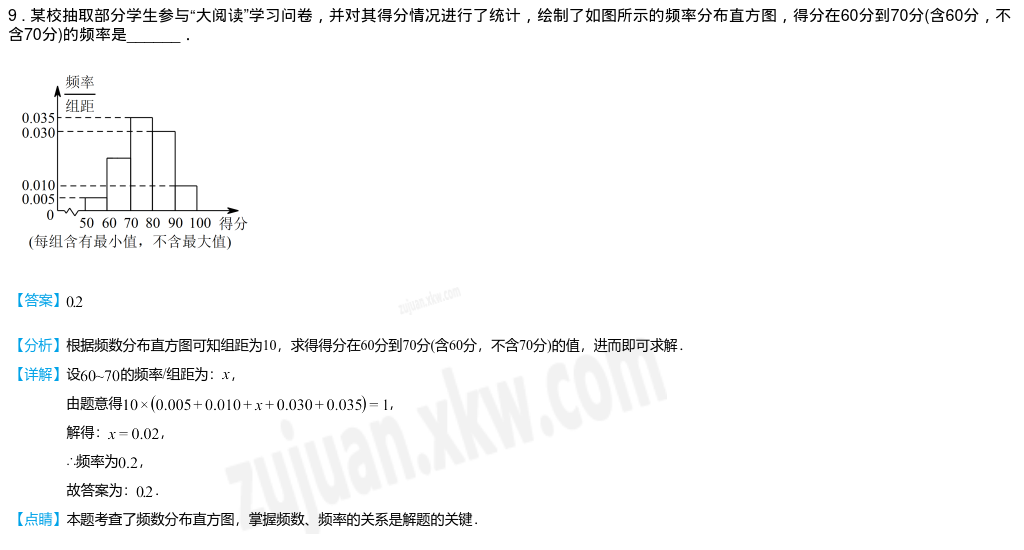 9．某校抽取部分学生参与“大阅读”学习问卷，并对其得分情况进行了统计，绘制了如图所示的频率分布直方图，得分在60分到70分(含60分，不
含70分)的频率是______．
频率
组距
0.035
0.030
0.010
0.005
0
50 60 70 80 90 100 得分
(每组含有最小值，不含最大值)
【答案】0.2
zujuan.xkw.com
【分析】根据频数分布直方图可知组距为10，求得得分在60分到70分(含60分，不含70分)的值，进而即可求解．
【详解】设60~70的频率/组距为：x，
由题意得10×(0.005+0.010+x+0.030+0.035)=1，
解得：x=0.02，
∴频率为0.2，
故答案为：0.2．
【点睛】本题考查了频数分布直方图，掌握频数、频率的关系是解题的关键．
zujuan.xkw.com